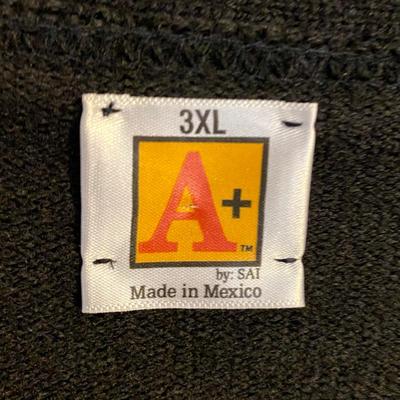 3XL
A+
TM
by: SAI
Made in Mexico